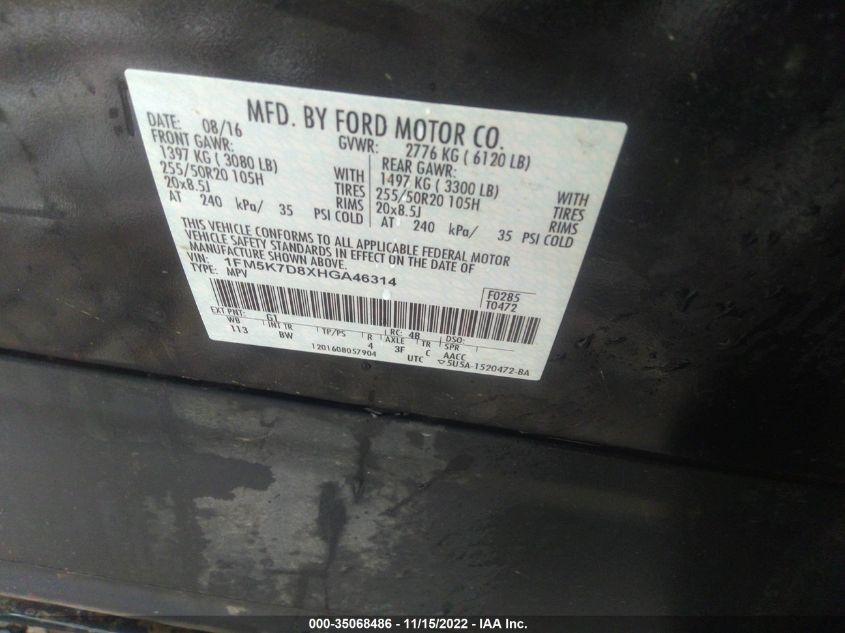 MFD. BY FORD MOTOR CO.
DATE: 08/16 GVWR: 2776 KG ( 6120 LB)
FRONT GAWR: REAR GAWR:
1397 KG ( 3080 LB) WITH 1497 KG ( 3300 LB) WITH
255/50R20 105H TIRES 255/50R20 105H TIRES
20x8.5J RIMS 20x8.5J RIMS
AT 240 kPa/ 35 PSI COLD AT 240 kPa/ 35 PSI COLD
THIS VEHICLE CONFORMS TO ALL APPLICABLE FEDERAL MOTOR
VEHICLE SAFETY STANDARDS IN EFFECT ON THE DATE OF
MANUFACTURE SHOWN ABOVE.
VIN: 1FM5K7D8XHGA46314
TYPE: MPV
F0285
T0472
EXT PNT: G1 RC: 48 DSO:
WB INT TR TP/PS R AXLE TR SPR
113 BW 4 3F C AACC
1201608057904 UTC 5U5A-1520472-BA
000-35068486 - 11/15/2022 - IAA Inc.